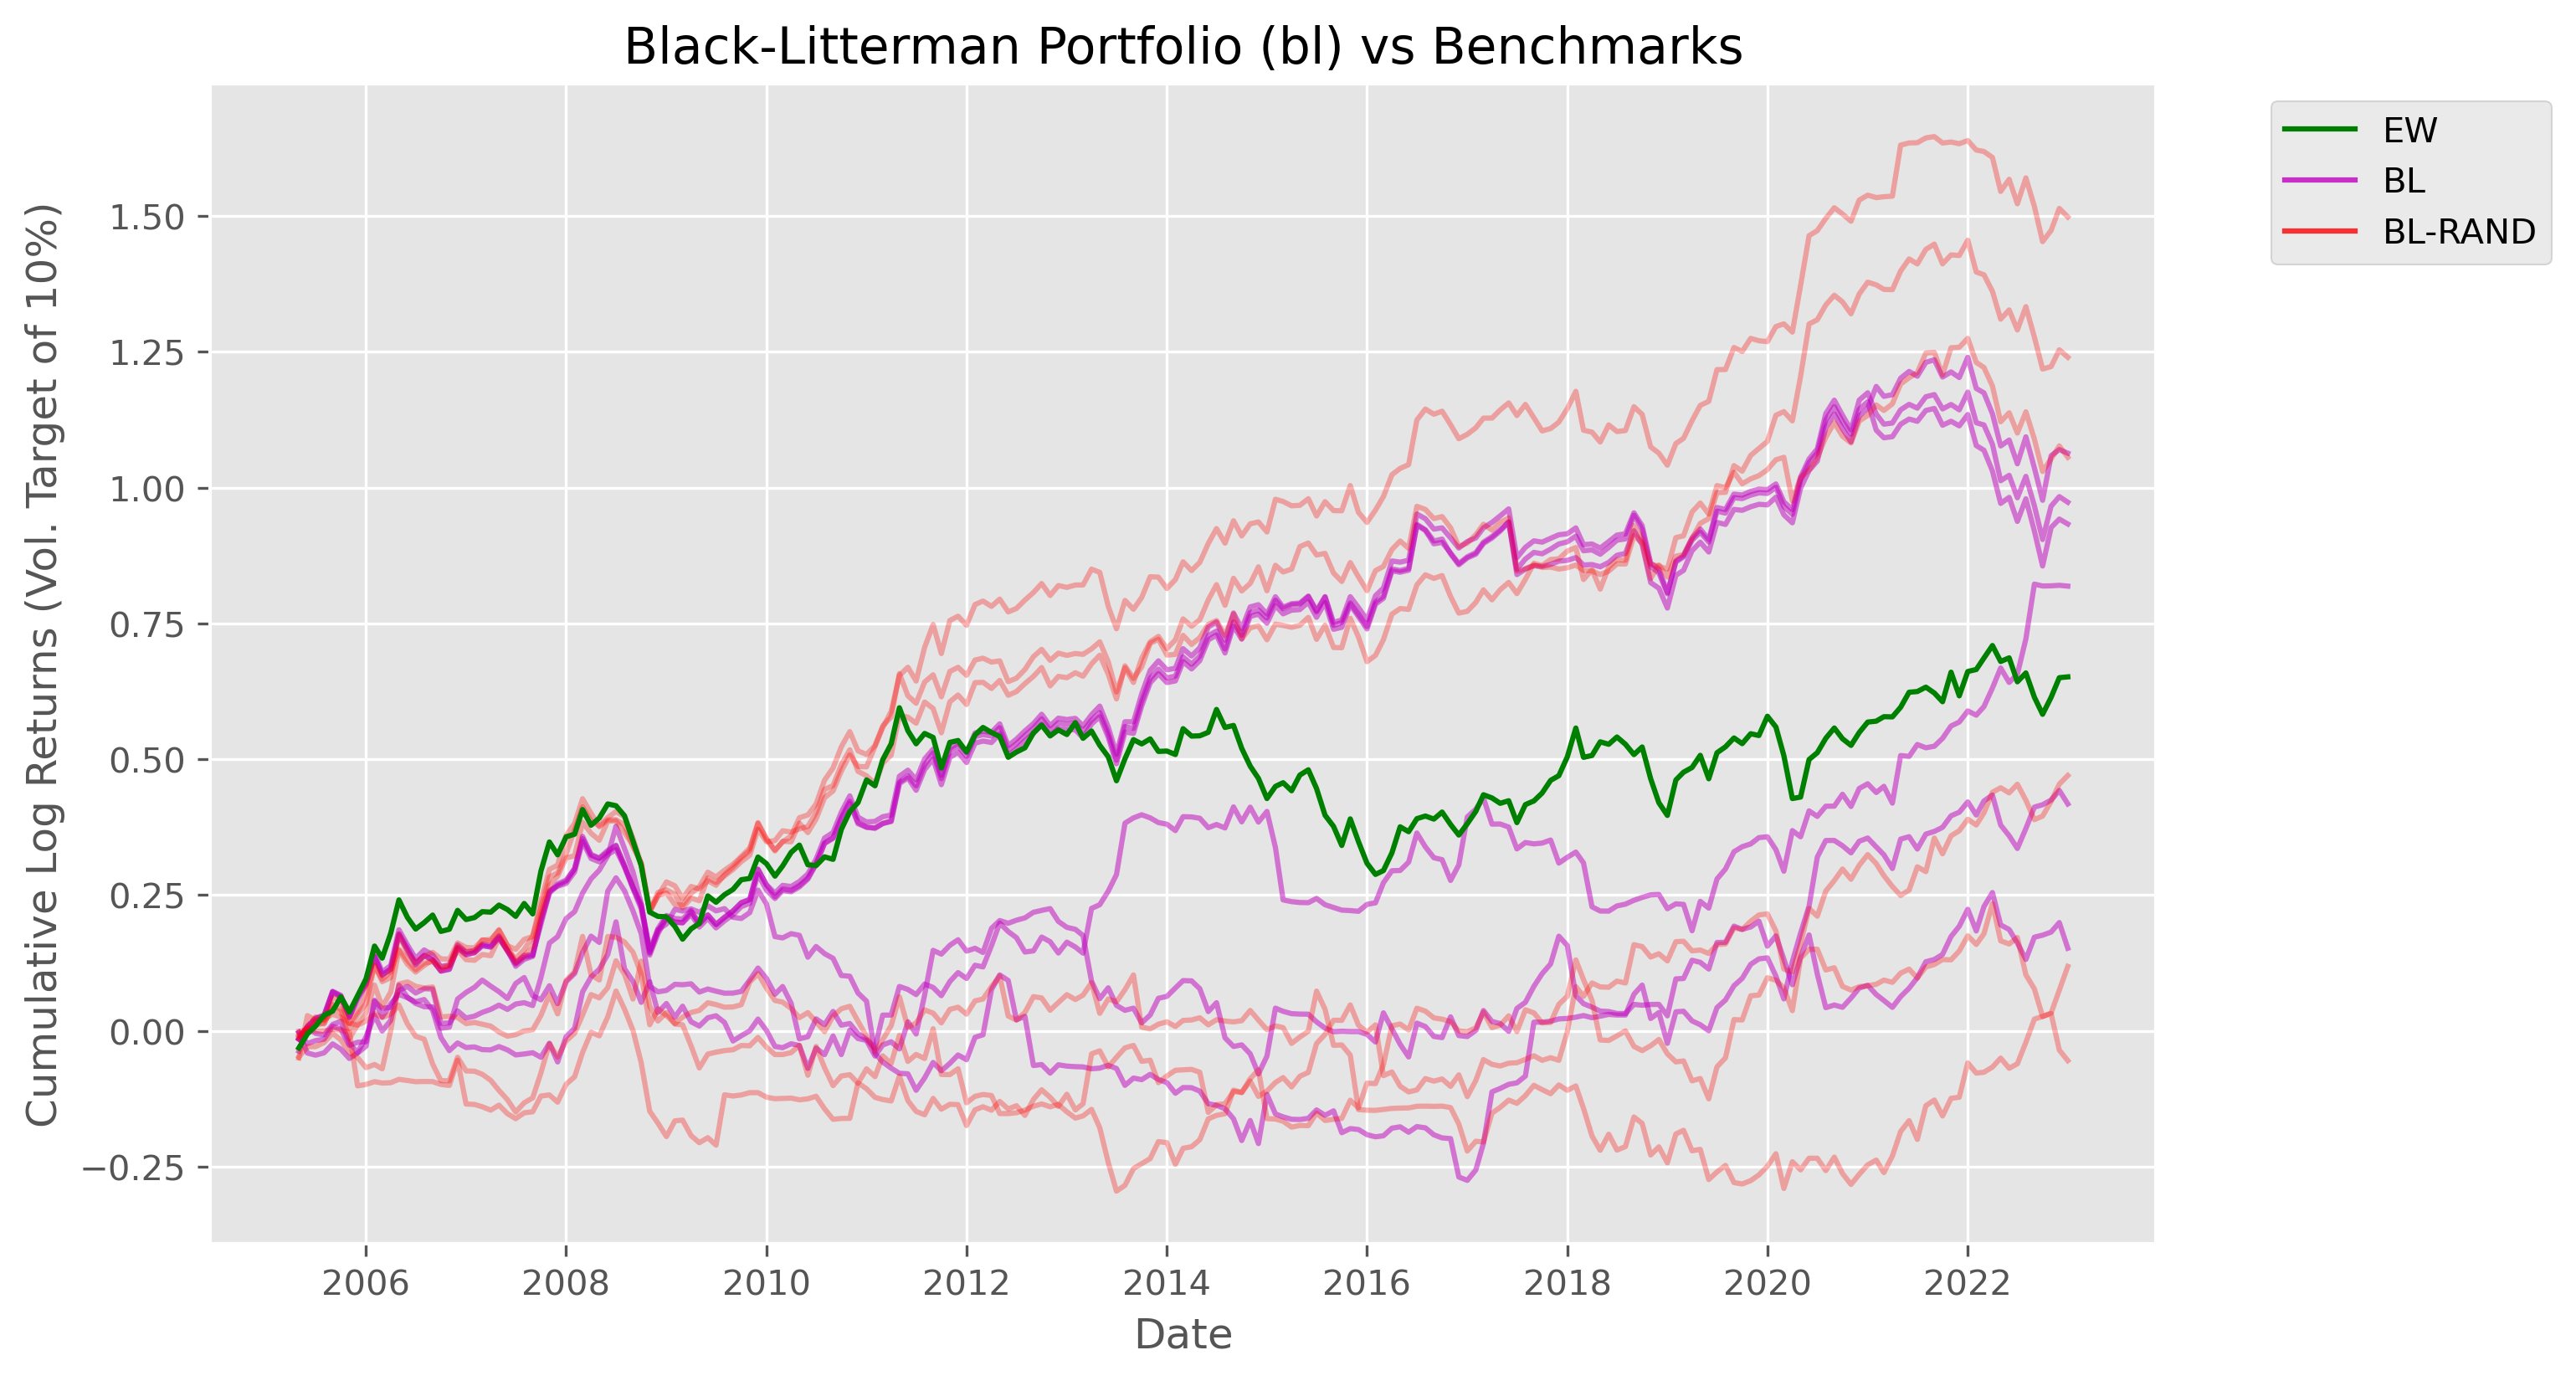 Black-Litterman Portfolio (bl) vs Benchmarks
EW
BL
BL-RAND
Cumulative Log Returns (Vol. Target of 10%)
1.50
1.25
1.00
0.75
0.50
0.25
0.00
−0.25
2006 2008 2010 2012 2014 2016 2018 2020 2022
Date